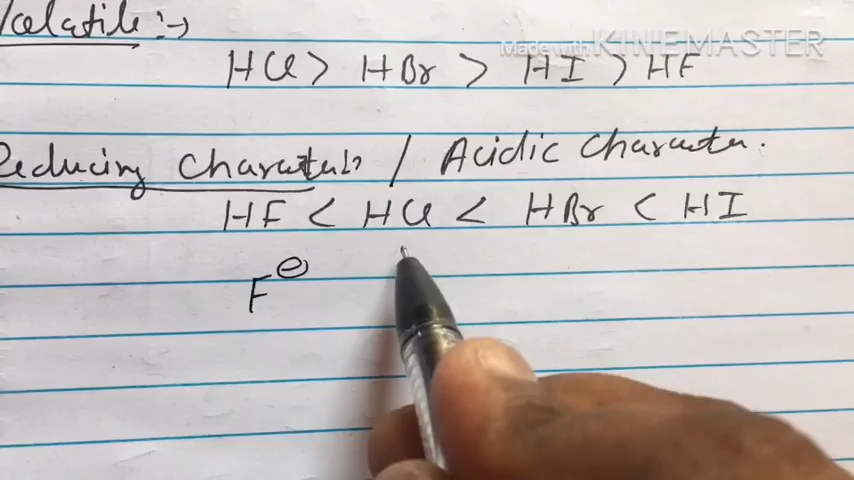 Volatile :→
Made with KINEMASTER
HCl > HBr > HI > HF
Reducing Character / Acidic Character.
HF < HCl < HBr < HI
F⊖